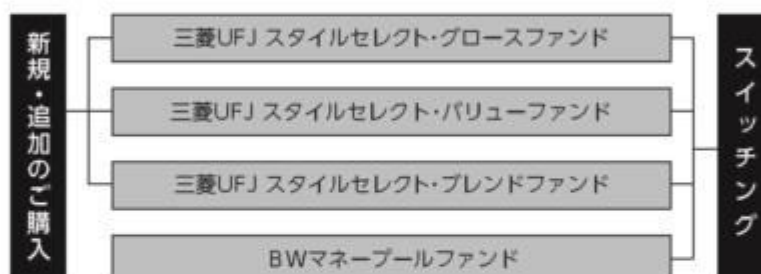 新規・追加のご購入
三菱UFJ スタイルセレクト・グロースファンド
三菱UFJ スタイルセレクト・バリューファンド
三菱UFJ スタイルセレクト・ブレンドファンド
BWマネープールファンド
スイッチング